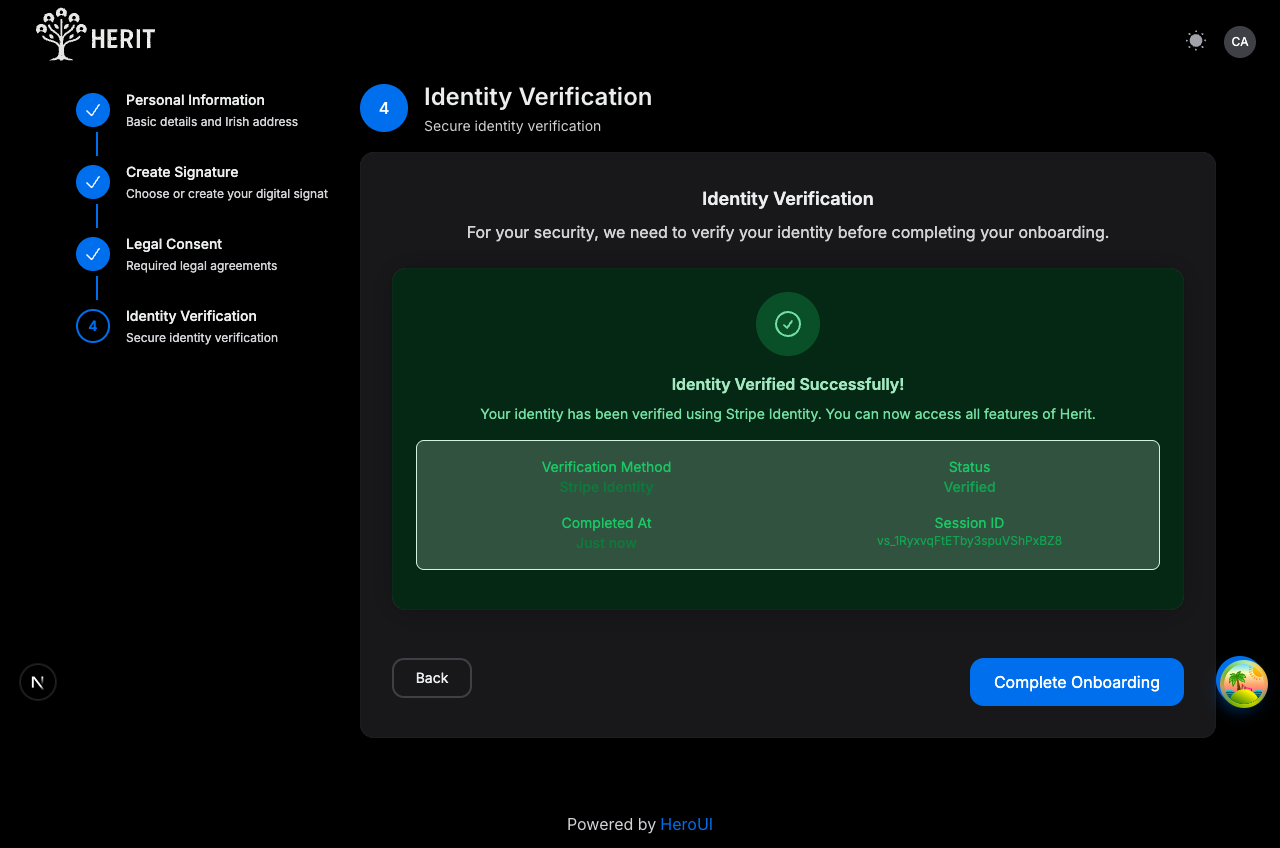 HERIT
CA
Personal Information
Basic details and Irish address
Create Signature
Choose or create your digital signat
Legal Consent
Required legal agreements
4
Identity Verification
Secure identity verification
4
Identity Verification
Secure identity verification
Identity Verification
For your security, we need to verify your identity before completing your onboarding.
Identity Verified Successfully!
Your identity has been verified using Stripe Identity. You can now access all features of Herit.
Verification Method
Stripe Identity
Status
Verified
Completed At
Just now
Session ID
vs_1RyxvqFtETby3spuVShPxBZ8
Back
Complete Onboarding
N
Powered by HeroUI